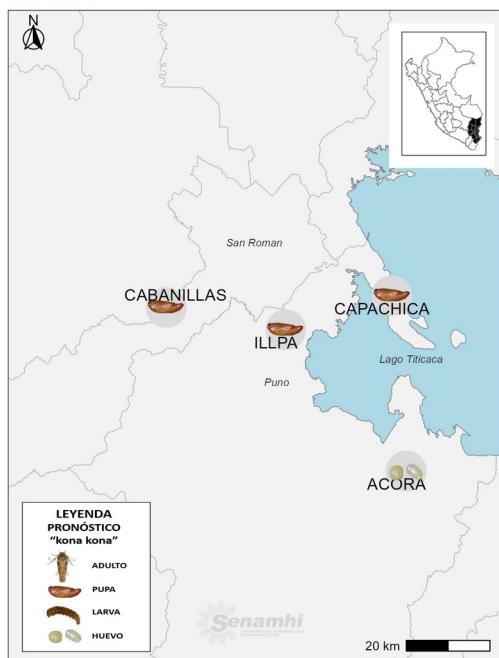 N
San Roman
CABANILLAS
CAPACHICA
ILLPA
Lago Titicaca
Puno
ACORA
LEYENDA
PRONÓSTICO
“kona kona”
ADULTO
PUPA
LARVA
HUEVO
Senamhi
20 km